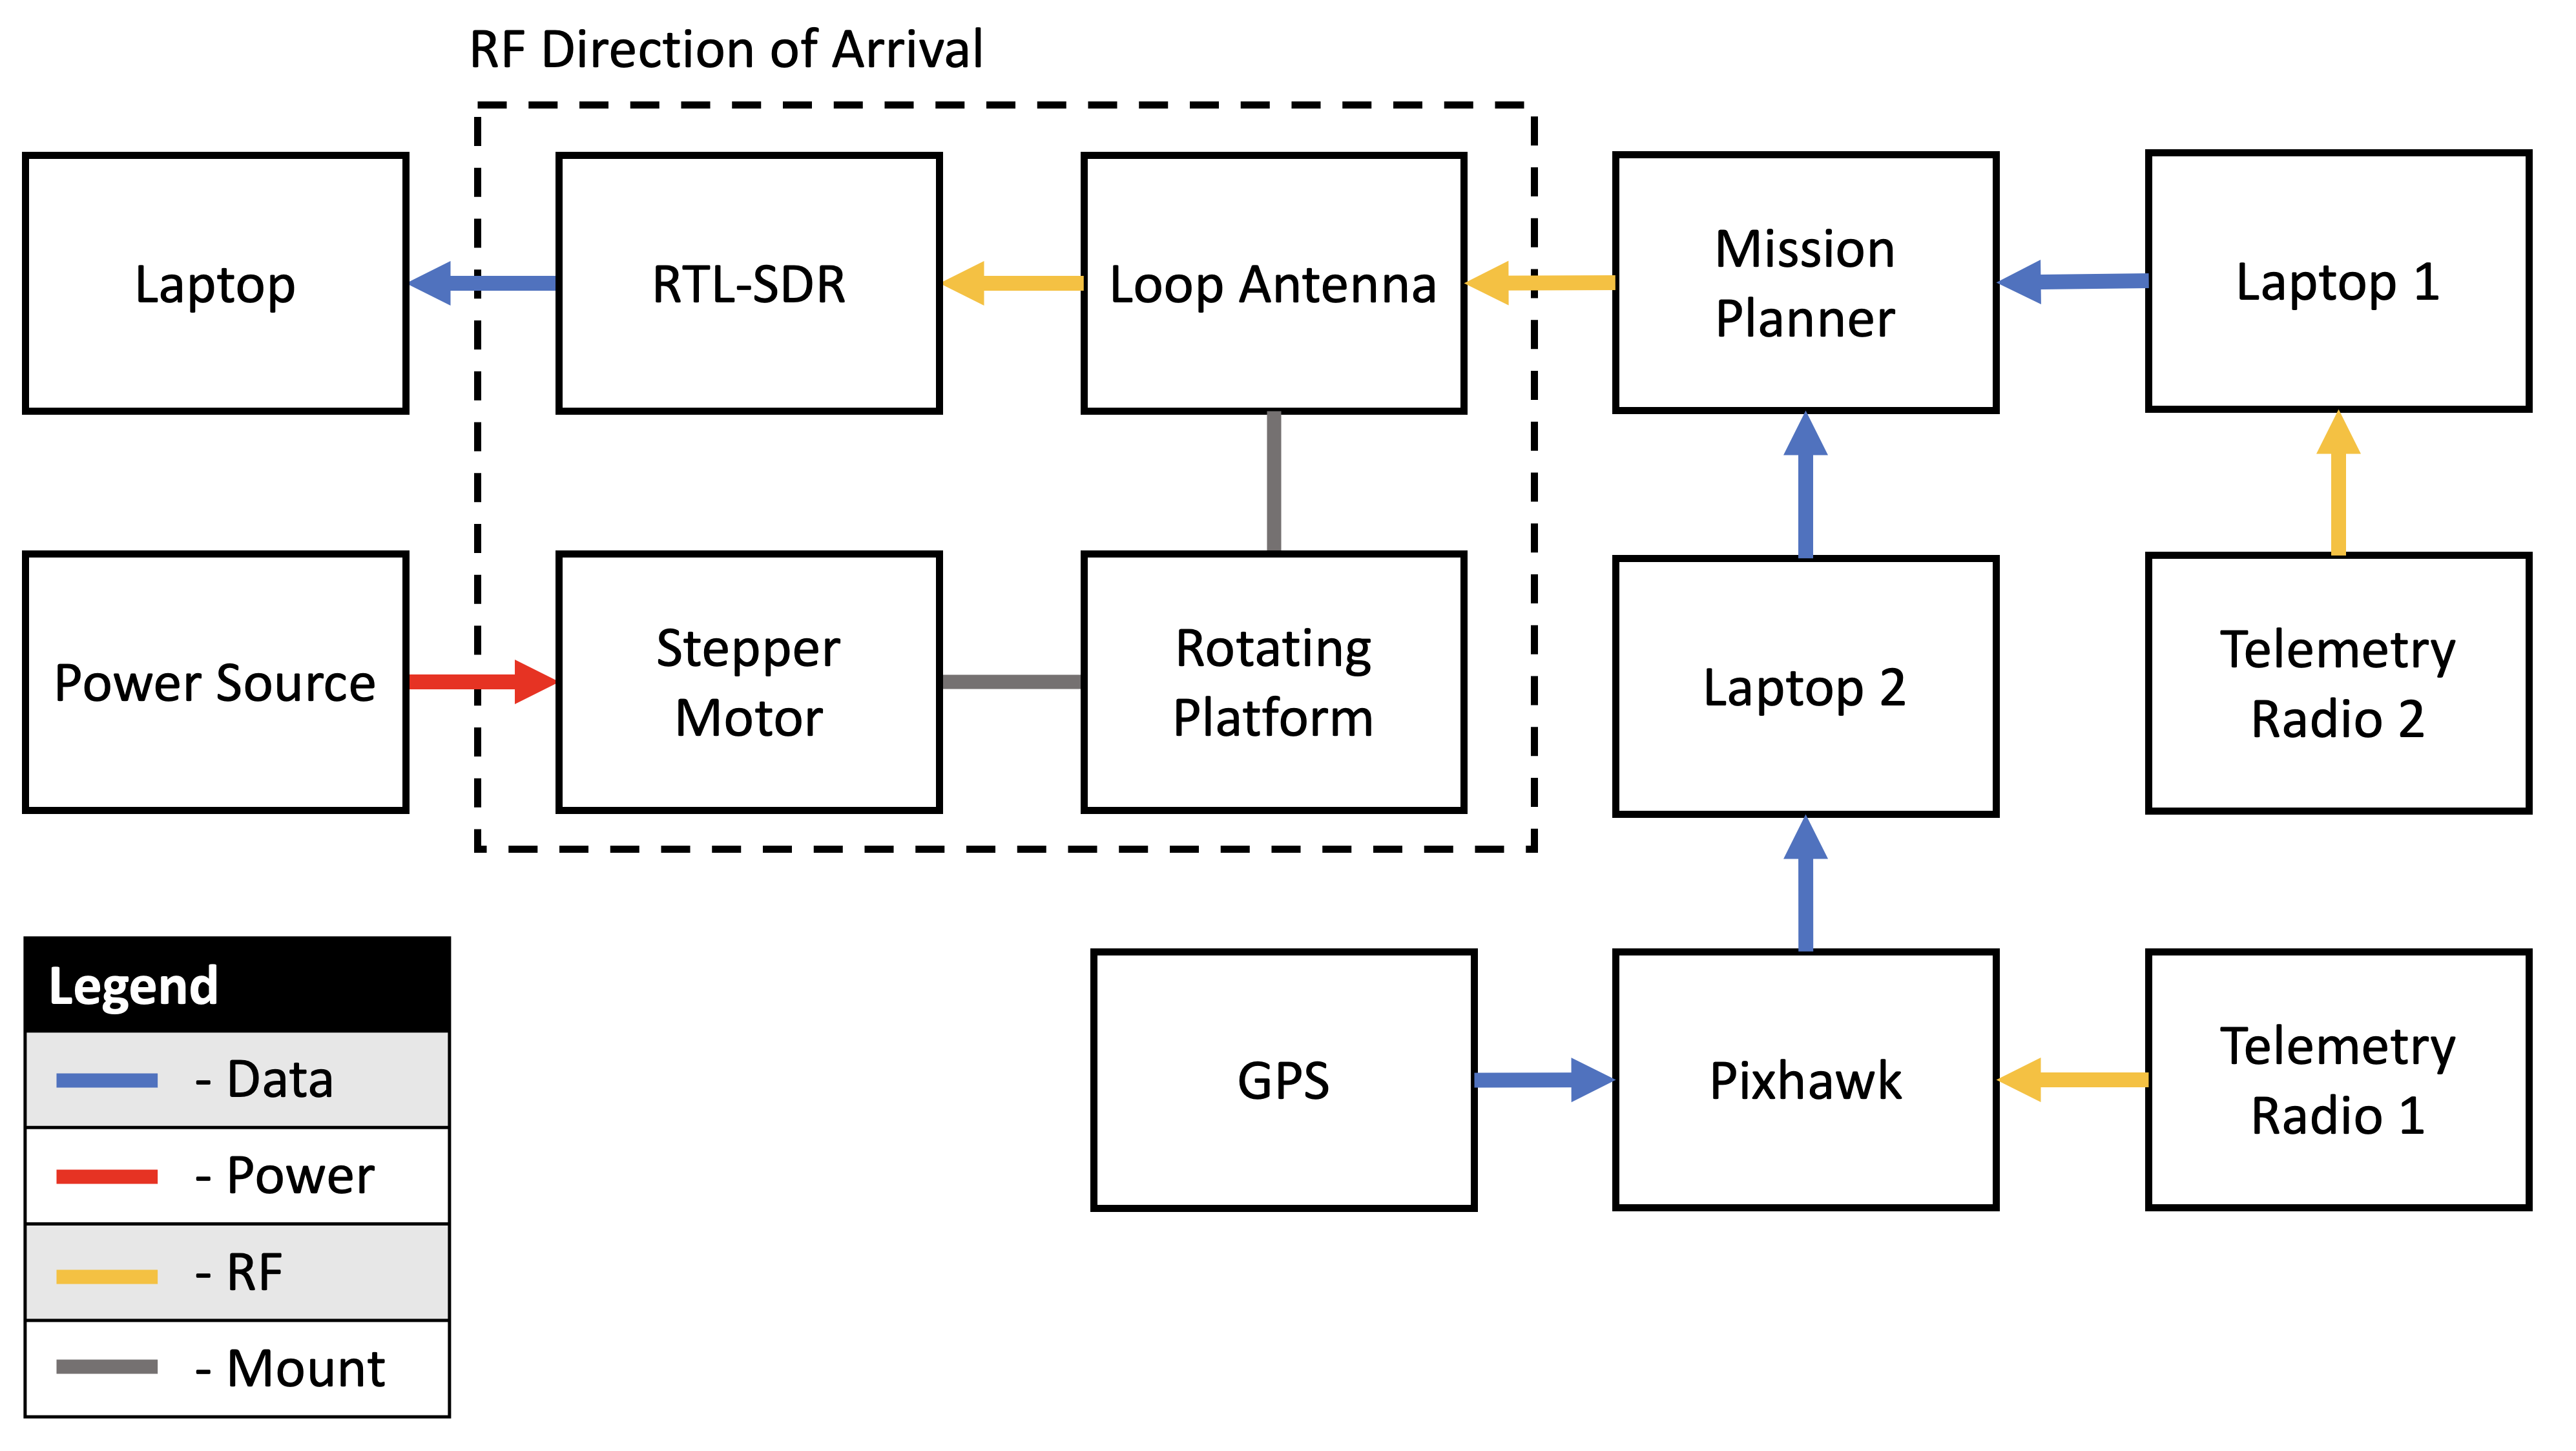 RF Direction of Arrival
Laptop
RTL-SDR
Loop Antenna
Mission
Planner
Laptop 1
Power Source
Stepper
Motor
Rotating
Platform
Laptop 2
Telemetry
Radio 2
GPS
Pixhawk
Telemetry
Radio 1
Legend
- Data
- Power
- RF
- Mount